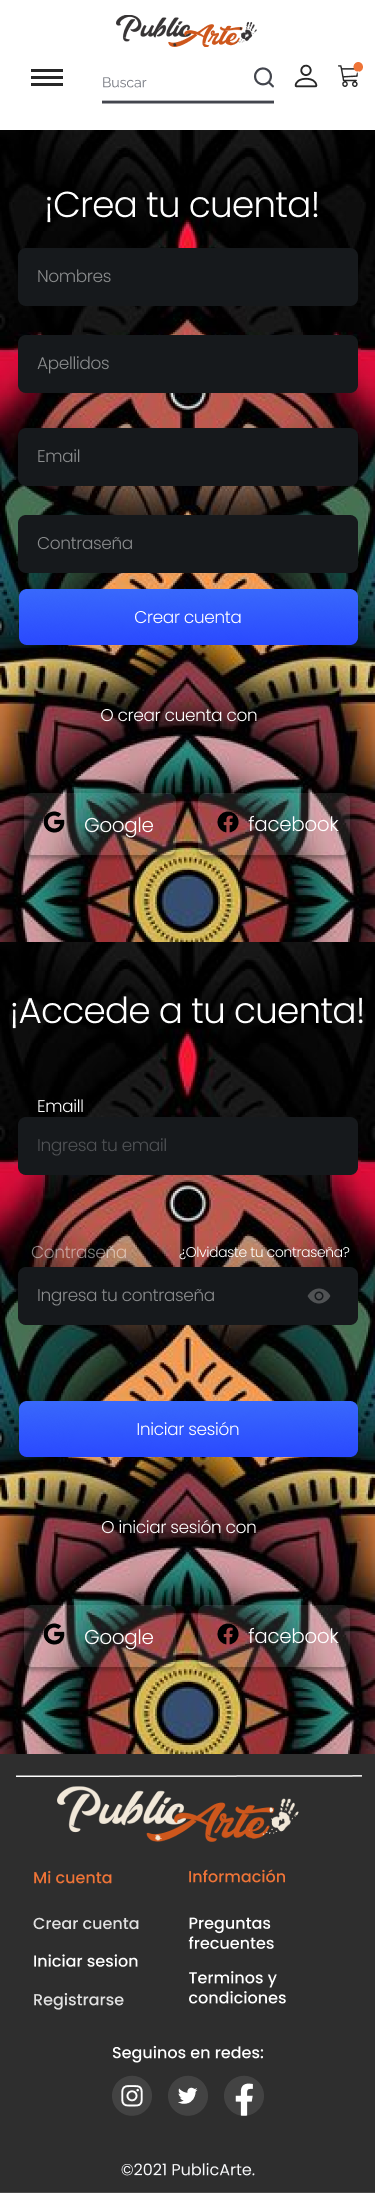 PublicArte
Buscar
¡Crea tu cuenta!
Nombres
Apellidos
Email
Contraseña
Crear cuenta
O crear cuenta con
Google
facebook
¡Accede a tu cuenta!
Emaill
Ingresa tu email
Contraseña
¿Olvidaste tu contraseña?
Ingresa tu contraseña
Iniciar sesión
O iniciar sesión con
Google
facebook
PublicArte
Mi cuenta
Crear cuenta
Iniciar sesion
Registrarse
Información
Preguntas
frecuentes
Terminos y
condiciones
Seguinos en redes:
©2021 PublicArte.